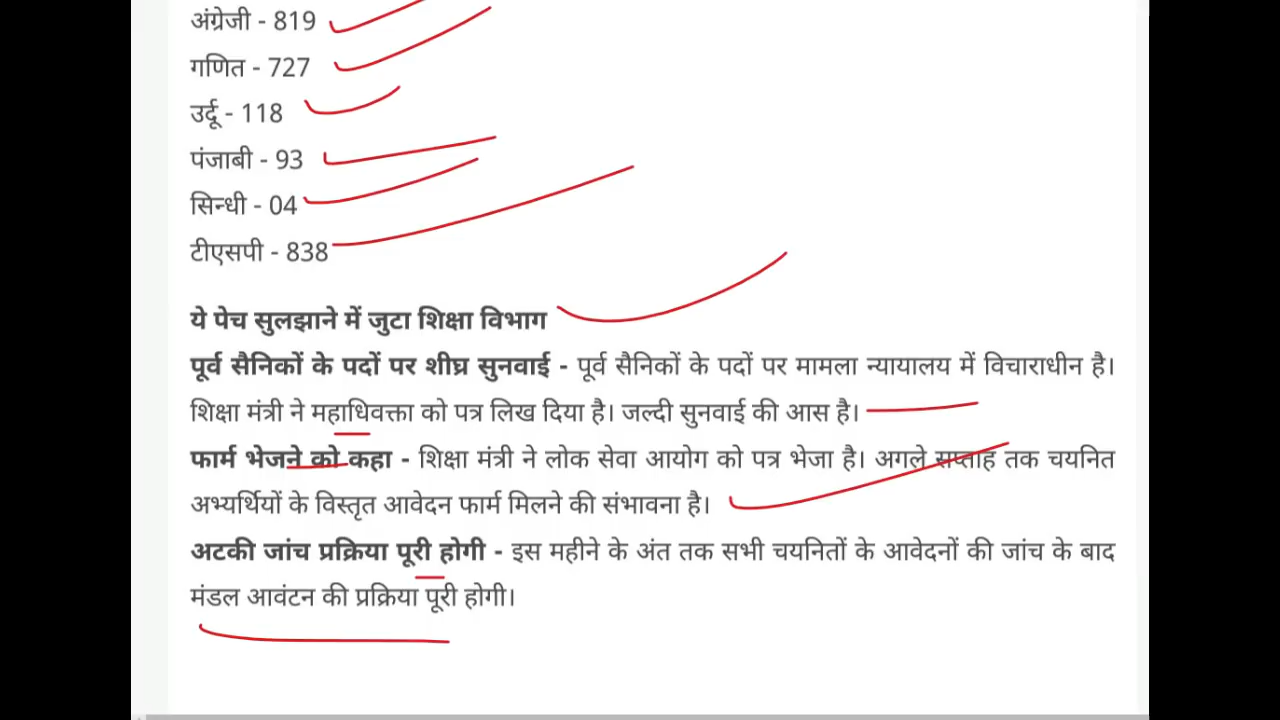 अंग्रेजी - 819
गणित - 727
उर्दू - 118
पंजाबी - 93
सिन्धी - 04
टीएसपी - 838
ये पेच सुलझाने में जुटा शिक्षा विभाग
पूर्व सैनिकों के पदों पर शीघ्र सुनवाई - पूर्व सैनिकों के पदों पर मामला न्यायालय में विचाराधीन है।
शिक्षा मंत्री ने महाधिवक्ता को पत्र लिख दिया है। जल्दी सुनवाई की आस है।
फार्म भेजने को कहा - शिक्षा मंत्री ने लोक सेवा आयोग को पत्र भेजा है। अगले सप्ताह तक चयनित
अभ्यर्थियों के विस्तृत आवेदन फार्म मिलने की संभावना है।
अटकी जांच प्रक्रिया पूरी होगी - इस महीने के अंत तक सभी चयनितों के आवेदनों की जांच के बाद
मंडल आवंटन की प्रक्रिया पूरी होगी।